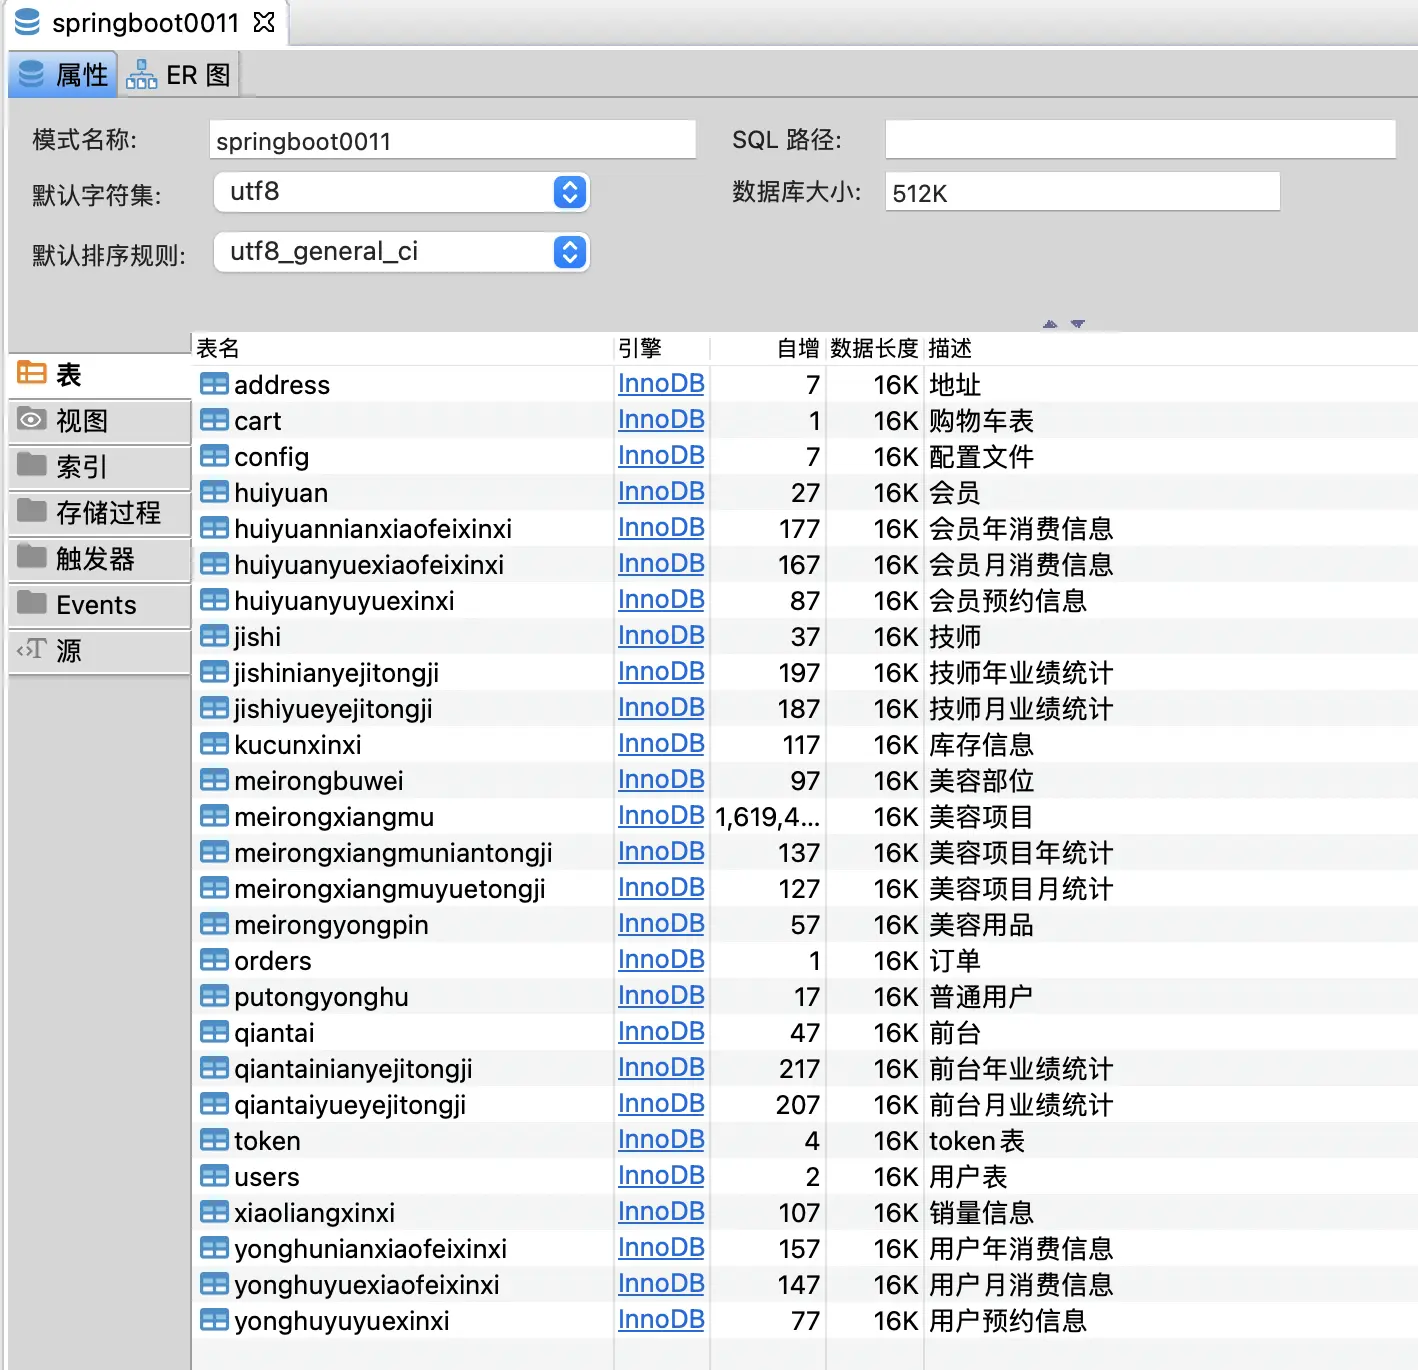 springboot0011
属性 ER 图
模式名称: springboot0011 SQL 路径:
默认字符集: utf8 数据库大小: 512K
默认排序规则: utf8_general_ci
表
视图
索引
存储过程
触发器
Events
源
表名 引擎 自增 数据长度 描述
address InnoDB 7 16K 地址
cart InnoDB 1 16K 购物车表
config InnoDB 7 16K 配置文件
huiyuan InnoDB 27 16K 会员
huiyuannianxiaofeixinxi InnoDB 177 16K 会员年消费信息
huiyuanyuexiaofeixinxi InnoDB 167 16K 会员月消费信息
huiyuanyuyuexinxi InnoDB 87 16K 会员预约信息
jishi InnoDB 37 16K 技师
jishinianyejitongji InnoDB 197 16K 技师年业绩统计
jishiyueyejitongji InnoDB 187 16K 技师月业绩统计
kucunxinxi InnoDB 117 16K 库存信息
meirongbuwei InnoDB 97 16K 美容部位
meirongxiangmu InnoDB 1,619,4... 16K 美容项目
meirongxiangmuniantongji InnoDB 137 16K 美容项目年统计
meirongxiangmuyuetongji InnoDB 127 16K 美容项目月统计
meirongyongpin InnoDB 57 16K 美容用品
orders InnoDB 1 16K 订单
putongyonghu InnoDB 17 16K 普通用户
qiantai InnoDB 47 16K 前台
qiantainianyejitongji InnoDB 217 16K 前台年业绩统计
qiantaiyueyejitongji InnoDB 207 16K 前台月业绩统计
token InnoDB 4 16K token表
users InnoDB 2 16K 用户表
xiaoliangxinxi InnoDB 107 16K 销量信息
yonghunianxiaofeixinxi InnoDB 157 16K 用户年消费信息
yonghuyuexiaofeixinxi InnoDB 147 16K 用户月消费信息
yonghuyuyuexinxi InnoDB 77 16K 用户预约信息